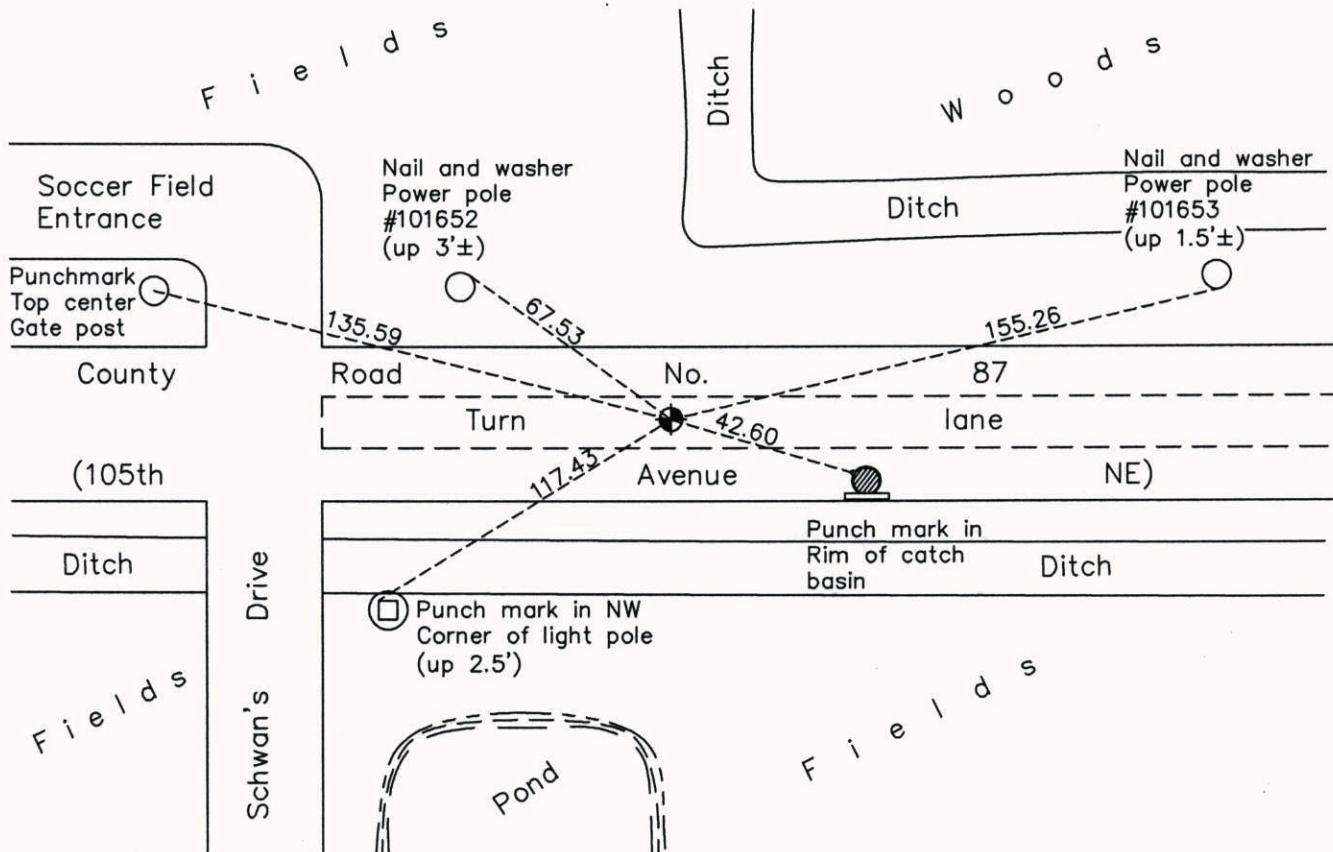 Fields
Woods
Ditch
Soccer Field
Entrance
Nail and washer
Power pole
#101652
(up 3'±)
Nail and washer
Power pole
#101653
(up 1.5'±)
Ditch
Punchmark
Top center
Gate post
135.59
67.53
155.26
County Road No. 87
Turn lane
42.60
(105th Avenue NE)
117.43
Punch mark in
Rim of catch
basin
Ditch
Ditch
Schwan's Drive
Punch mark in NW
Corner of light pole
(up 2.5')
Fields
Fields
Pond